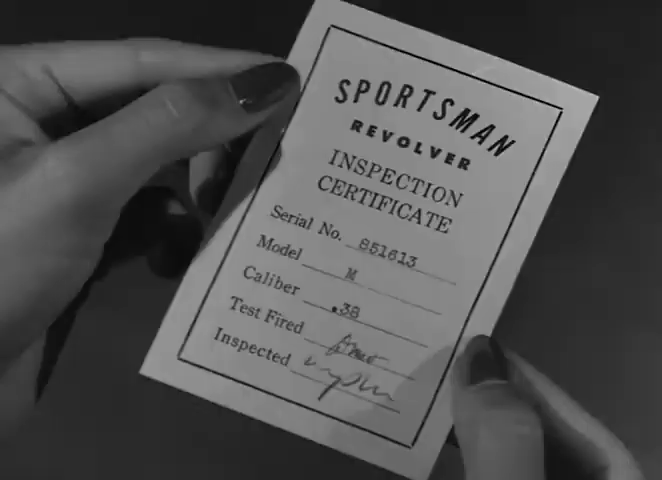 SPORTSMAN
REVOLVER
INSPECTION
CERTIFICATE
Serial No. 851613
Model M
Caliber .38
Test Fired
Inspected